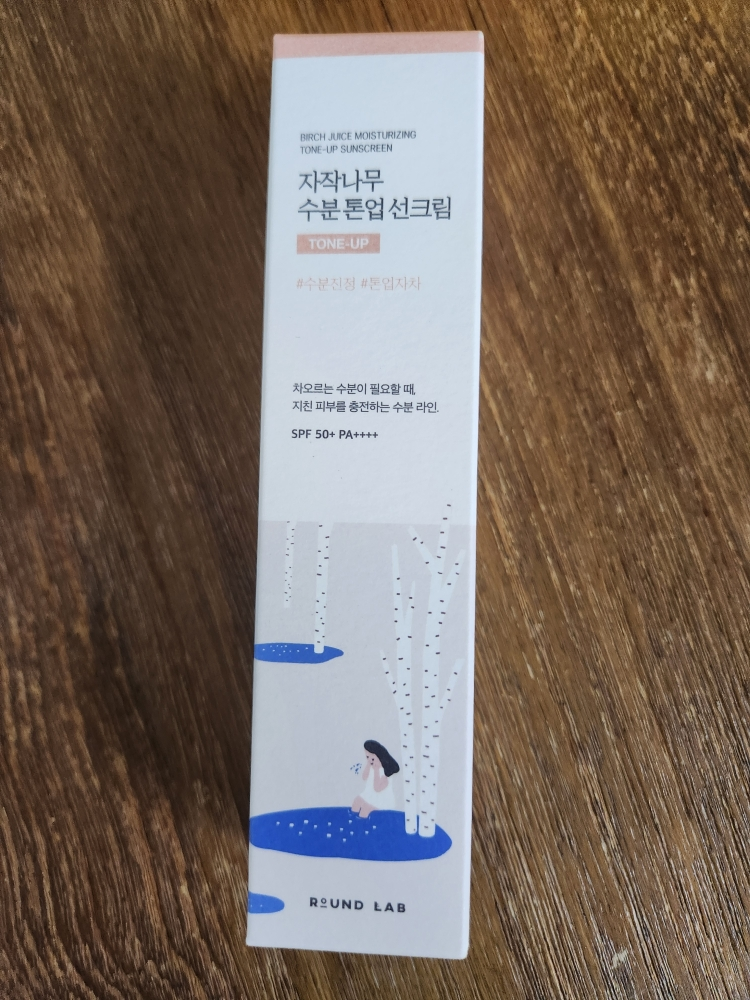 BIRCH JUICE MOISTURIZING
TONE-UP SUNSCREEN
자작나무
수분 톤업 선크림
TONE-UP
#수분진정 #톤업자차
차오르는 수분이 필요할 때,
지친 피부를 충전하는 수분 라인.
SPF 50+ PA++++
ROUND LAB